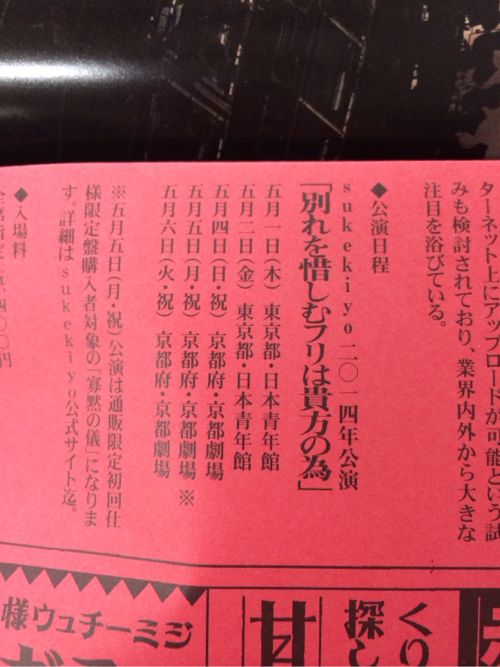 ターネット上にアップロードが可能という試
みも検討されており、業界内外から大きな
注目を浴びている。
◆公演日程
sukekiyo二〇一四年公演
「別れを惜しむフリは貴方の為」
五月一日(木) 東京都・日本青年館
五月二日(金) 東京都・日本青年館
五月四日(日・祝) 京都府・京都劇場
五月五日(月・祝) 京都府・京都劇場 ※
五月六日(火・祝) 京都府・京都劇場
※五月五日(月・祝)公演は通販限定初回仕
様限定盤購入者対象の「寡黙の儀」になりま
す。詳細はsukekiyo公式サイト迄。
◆入場料
くり
探し
甘
様ウュチーミジ